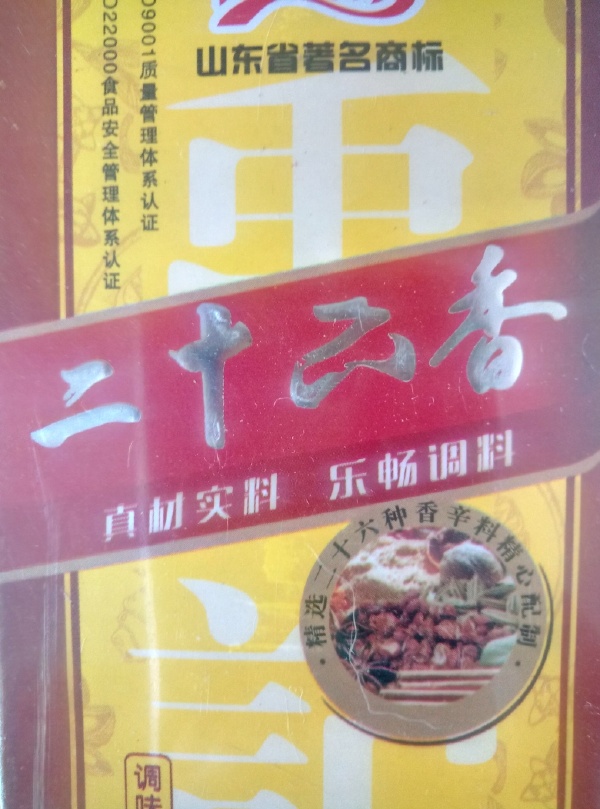 山东省著名商标
O9001质量管理体系认证
O22000食品安全管理体系认证
二十六香
真材实料 乐畅调料
·精选二十六种香辛料精心配制·
记
调味